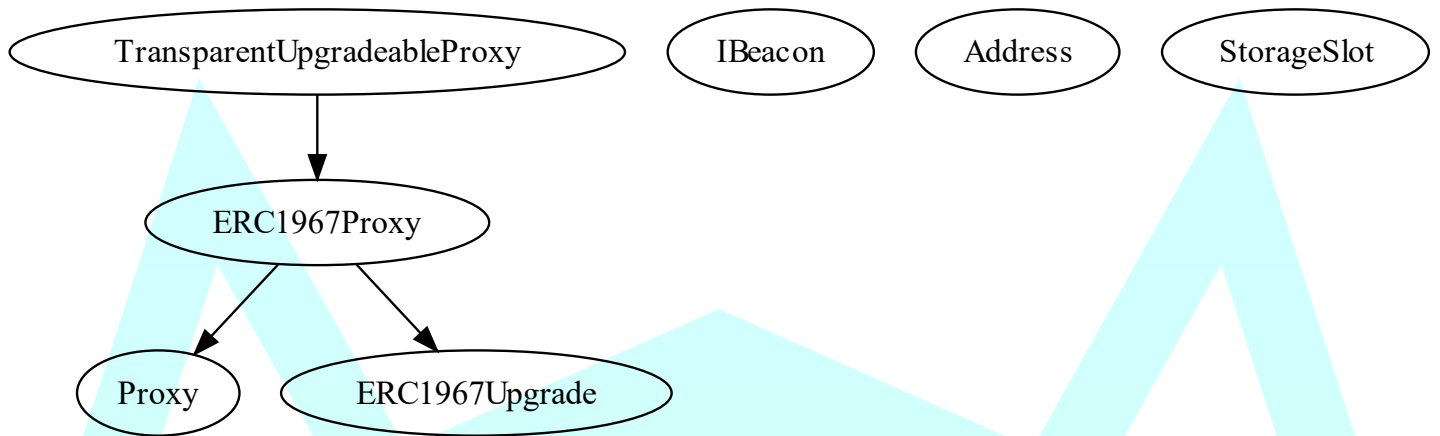 TransparentUpgradeableProxy IBeacon Address StorageSlot
ERC1967Proxy
Proxy ERC1967Upgrade